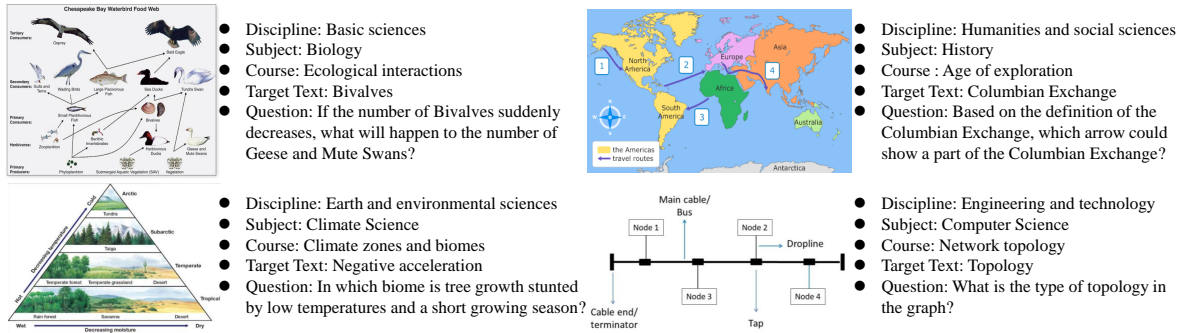 Chesapeake Bay Waterbird Food Web
Tertiary
Consumers:
Osprey
Bald Eagle
Secondary
Consumers:
Gulls and
Terns
Wading Birds
Large Piscivorous
Fish
Sea Ducks
Tundra Swan
Primary
Consumers:
Small Planktivorous
Fish
Bivalves
Herbivores:
Zooplankton
Benthic
Invertebrates
Herbivorous
Ducks
Geese and
Mute Swans
Primary
Producers:
Phytoplankton
Submerged Aquatic Vegetation (SAV)
Vegetation
● Discipline: Basic sciences
● Subject: Biology
● Course: Ecological interactions
● Target Text: Bivalves
● Question: If the number of Bivalves suddenly
decreases, what will happen to the number of
Geese and Mute Swans?
1
North
America
2
Europe
Asia
4
Africa
South
America
3
Australia
the Americas
travel routes
Antarctica
● Discipline: Humanities and social sciences
● Subject: History
● Course : Age of exploration
● Target Text: Columbian Exchange
● Question: Based on the definition of the
Columbian Exchange, which arrow could
show a part of the Columbian Exchange?
Cold
Arctic
Tundra
Decreasing temperature
Subarctic
Taiga
Temperate
Temperate forest
Temperate grassland
Desert
Hot
Tropical
Rain forest
Savanna
Desert
Wet
Decreasing moisture
Dry
● Discipline: Earth and environmental sciences
● Subject: Climate Science
● Course: Climate zones and biomes
● Target Text: Negative acceleration
● Question: In which biome is tree growth stunted
by low temperatures and a short growing season?
Main cable/
Bus
Node 1
Node 2
Dropline
Node 3
Node 4
Cable end/
terminator
Tap
● Discipline: Engineering and technology
● Subject: Computer Science
● Course: Network topology
● Target Text: Topology
● Question: What is the type of topology in
the graph?